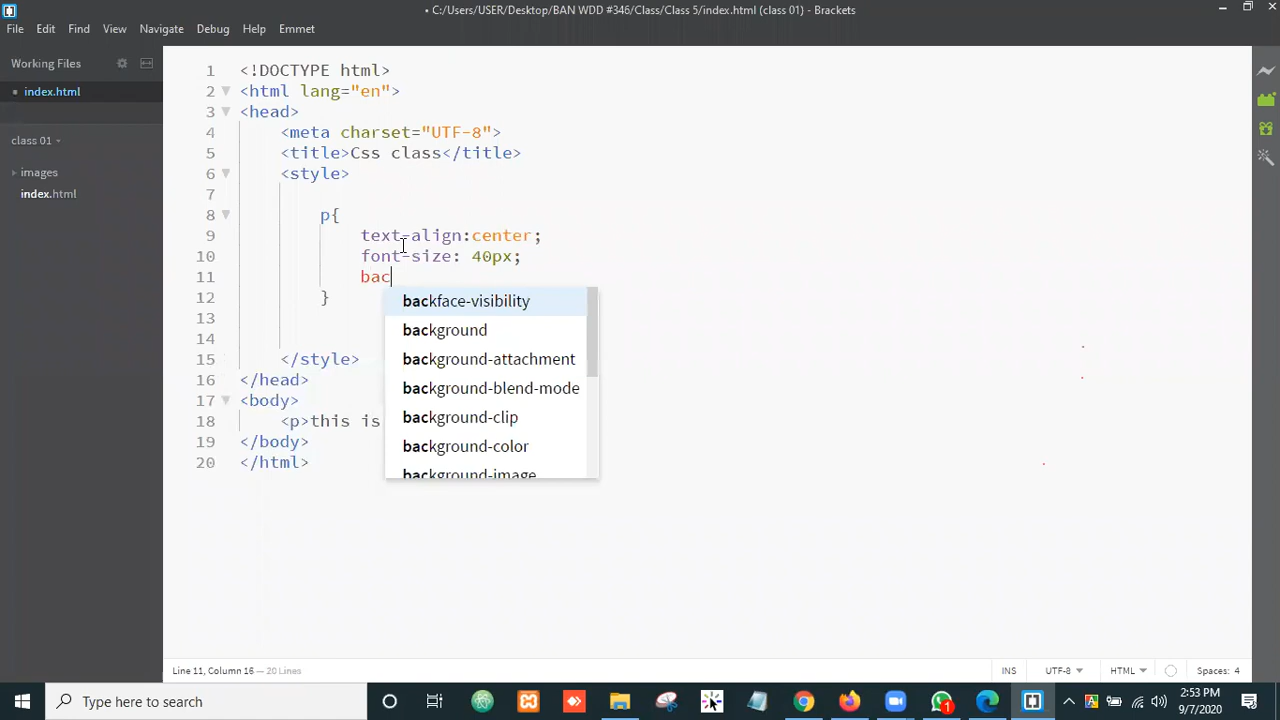 • C:/Users/USER/Desktop/BAN WDD #346/Class/Class 5/index.html (class 01) - Brackets
File Edit Find View Navigate Debug Help Emmet
Working Files
• index.html
class 01
images
index.html
1 <!DOCTYPE html>
2 <html lang="en">
3 <head>
4 <meta charset="UTF-8">
5 <title>Css class</title>
6 <style>
7
8 p{
9 text-align:center;
10 font-size: 40px;
11 bac
12 }
13
14
15 </style>
16 </head>
17 <body>
18 <p>this is
19 </body>
20 </html>
backface-visibility
background
background-attachment
background-blend-mode
background-clip
background-color
background-image
Line 11, Column 16 — 20 Lines
INS UTF-8 HTML Spaces: 4
Type here to search
1
2:53 PM
9/7/2020